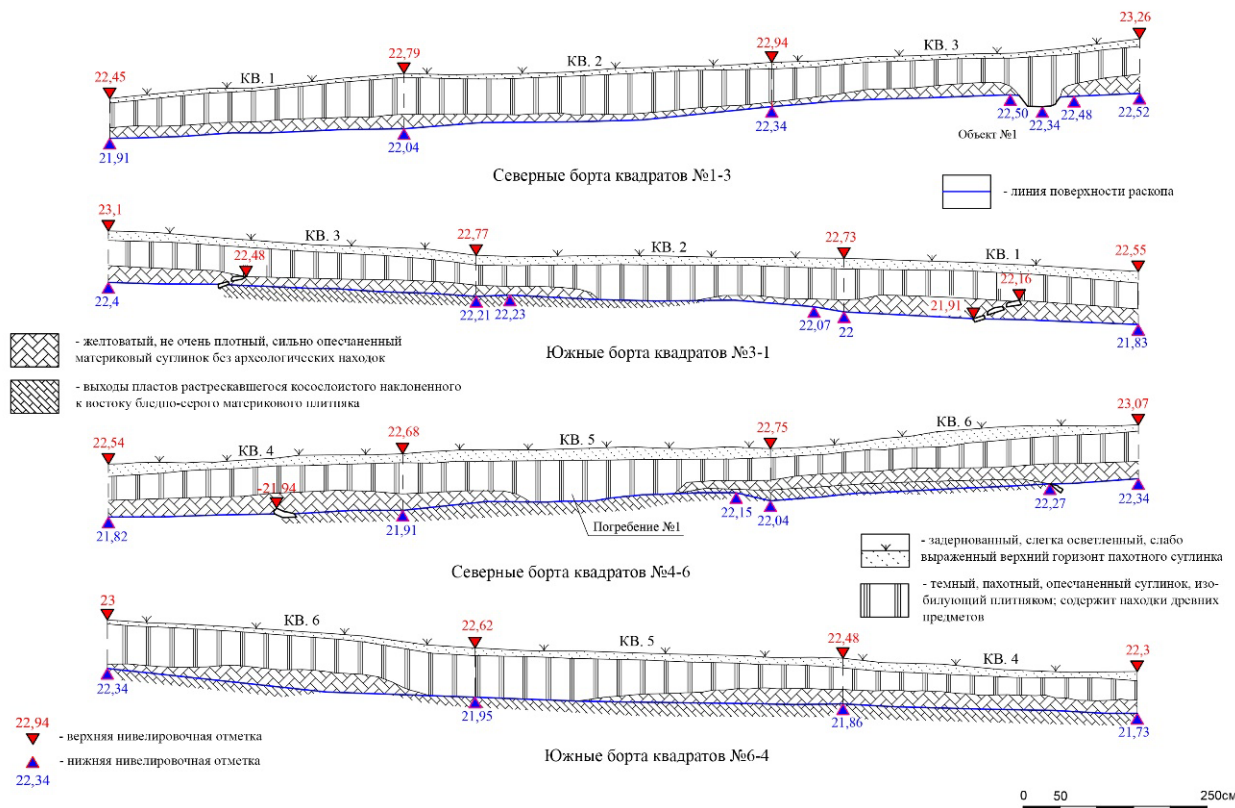 23,26
22,94
22,79
22,45
КВ. 1
КВ. 2
КВ. 3
21,91
22,04
22,34
22,50
22,34
22,48
22,52
Объект №1
Северные борта квадратов №1-3
- линия поверхности раскопа
23,1
22,48
КВ. 3
22,77
КВ. 2
22,73
КВ. 1
22,16
22,55
21,91
22,4
22,21
22,23
22,07
22
21,83
Южные борта квадратов №3-1
- желтоватый, не очень плотный, сильно опесчаненный
материковый суглинок без археологических находок
- выходы пластов растрескавшегося косослоистого наклоненного
к востоку бледно-серого материкового плитняка
22,54
КВ. 4
22,68
КВ. 5
22,75
КВ. 6
23,07
-21,94
21,82
21,91
Погребение №1
22,15
22,04
22,27
22,34
Северные борта квадратов №4-6
- задернованный, слегка осветленный, слабо
выраженный верхний горизонт пахотного суглинка
- темный, пахотный, опесчаненный суглинок, изо-
билующий плитняком; содержит находки древних
предметов
23
КВ. 6
22,62
КВ. 5
22,48
КВ. 4
22,3
22,34
21,95
21,86
21,73
Южные борта квадратов №6-4
22,94
- верхняя нивелировочная отметка
- нижняя нивелировочная отметка
22,34
0 50 250см